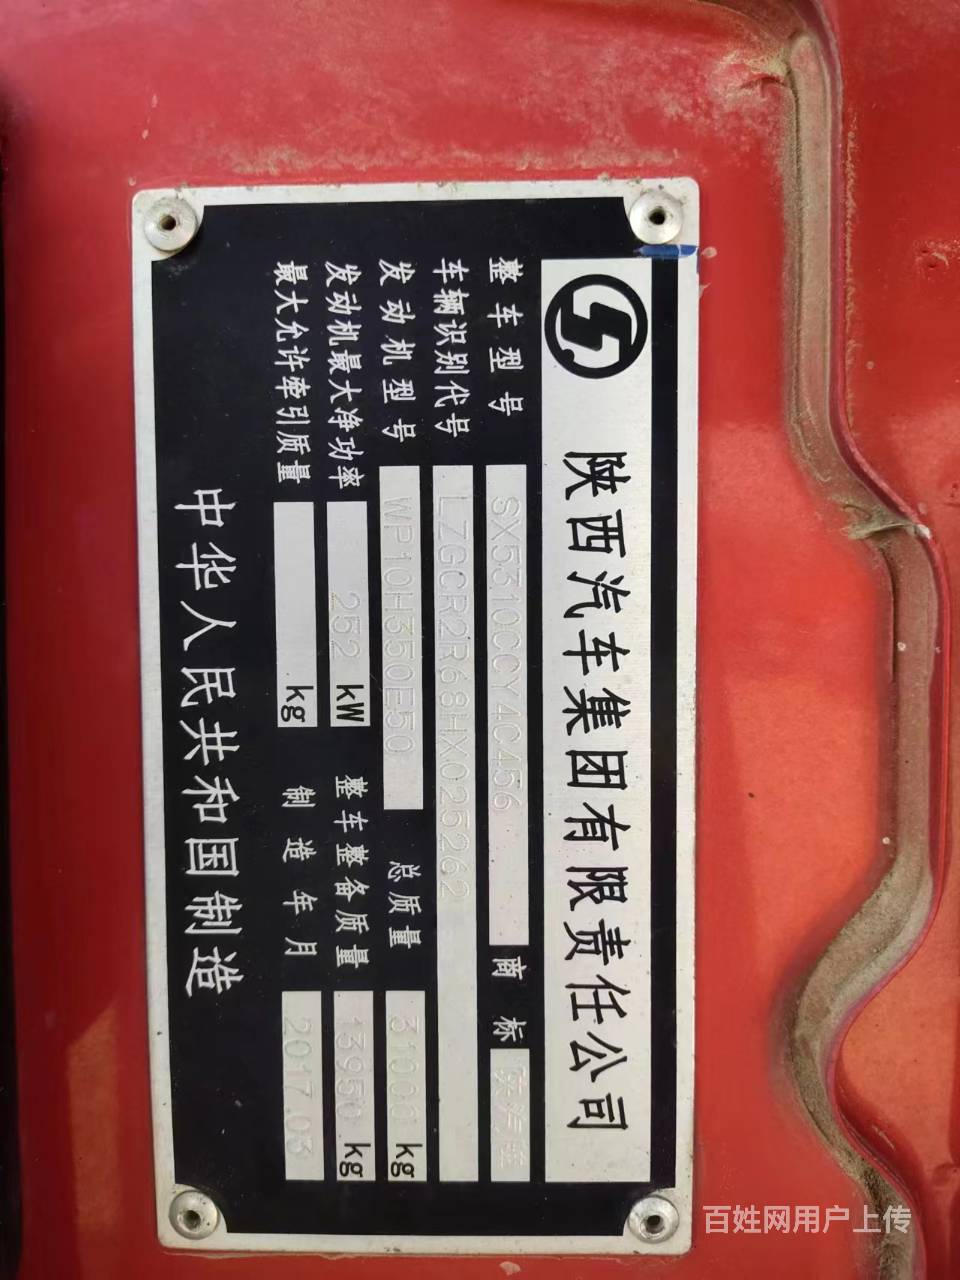 陕西汽车集团有限责任公司
整车型号 SX5310CCY4C456 商标 陕汽牌
车辆识别代号 LZGCR2R68HX025262
发动机型号 WP10H350E50 总质量 31000 kg
发动机最大净功率 252 kW 整车整备质量 13950 kg
最大允许牵引质量 kg 制造年月 2017.03
中华人民共和国制造
百姓网用户上传